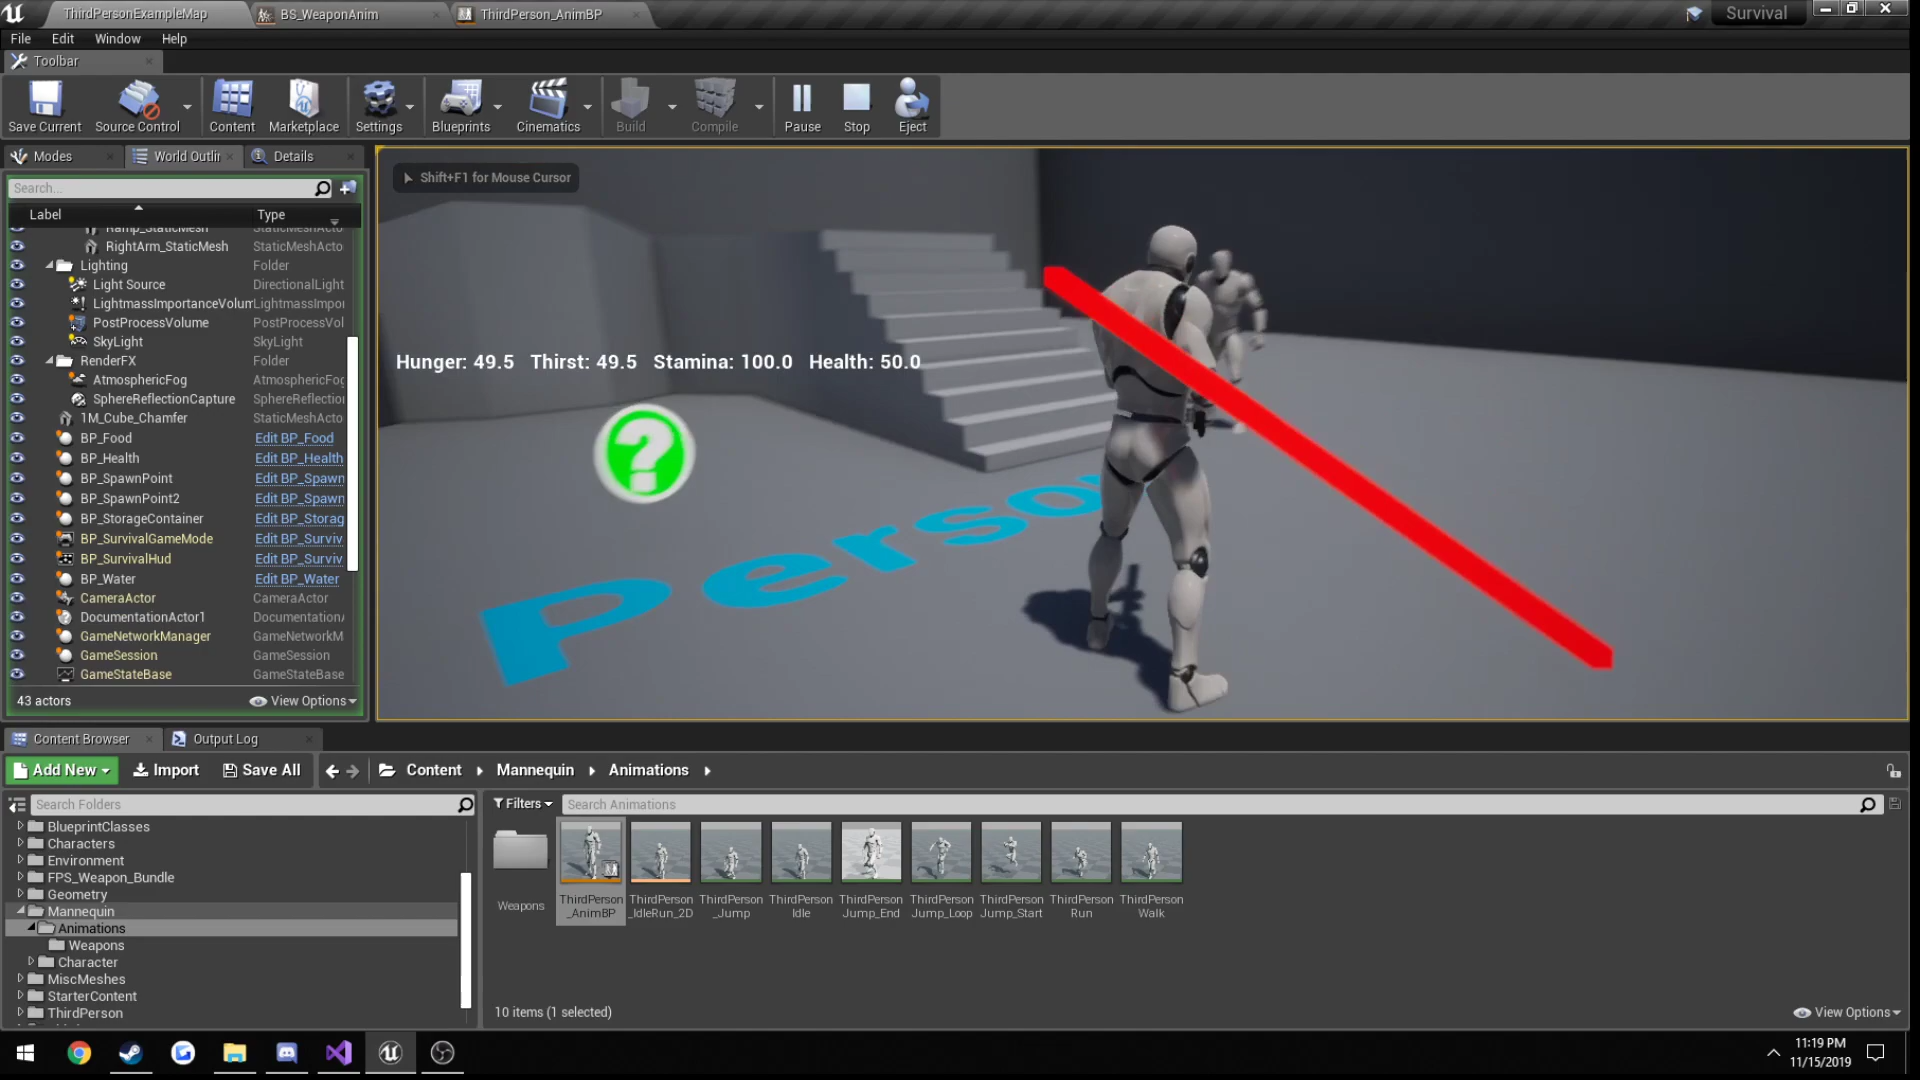 ThirdPersonExampleMap
BS_WeaponAnim
ThirdPerson_AnimBP
Survival
File Edit Window Help
Toolbar
Save Current
Source Control
Content
Marketplace
Settings
Blueprints
Cinematics
Build
Compile
Pause
Stop
Eject
Modes
World Outlir
Details
Search...
Label Type
Ramp_StaticMesh StaticMeshActo
RightArm_StaticMesh StaticMeshActo
Lighting Folder
Light Source DirectionalLight
LightmassImportanceVolum LightmassImpor
PostProcessVolume PostProcessVol
SkyLight SkyLight
RenderFX Folder
AtmosphericFog AtmosphericFog
SphereReflectionCapture SphereReflection
1M_Cube_Chamfer StaticMeshActo
BP_Food Edit BP_Food
BP_Health Edit BP_Health
BP_SpawnPoint Edit BP_Spawn
BP_SpawnPoint2 Edit BP_Spawn
BP_StorageContainer Edit BP_Storag
BP_SurvivalGameMode Edit BP_Surviv
BP_SurvivalHud Edit BP_Surviv
BP_Water Edit BP_Water
CameraActor CameraActor
DocumentationActor1 Documentation
GameNetworkManager GameNetworkM
GameSession GameSession
GameStateBase GameStateBase
43 actors
View Options
Shift+F1 for Mouse Cursor
Hunger: 49.5 Thirst: 49.5 Stamina: 100.0 Health: 50.0
?
Perso
Content Browser
Output Log
Add New
Import
Save All
Content
Mannequin
Animations
Search Folders
BlueprintClasses
Characters
Environment
FPS_Weapon_Bundle
Geometry
Mannequin
Animations
Weapons
Character
MiscMeshes
StarterContent
ThirdPerson
Filters
Search Animations
Weapons
ThirdPerson
_AnimBP
ThirdPerson
_IdleRun_2D
ThirdPerson
_Jump
ThirdPerson
Idle
ThirdPerson
Jump_End
ThirdPerson
Jump_Loop
ThirdPerson
Jump_Start
ThirdPerson
Run
ThirdPerson
Walk
10 items (1 selected)
View Options
11:19 PM
11/15/2019